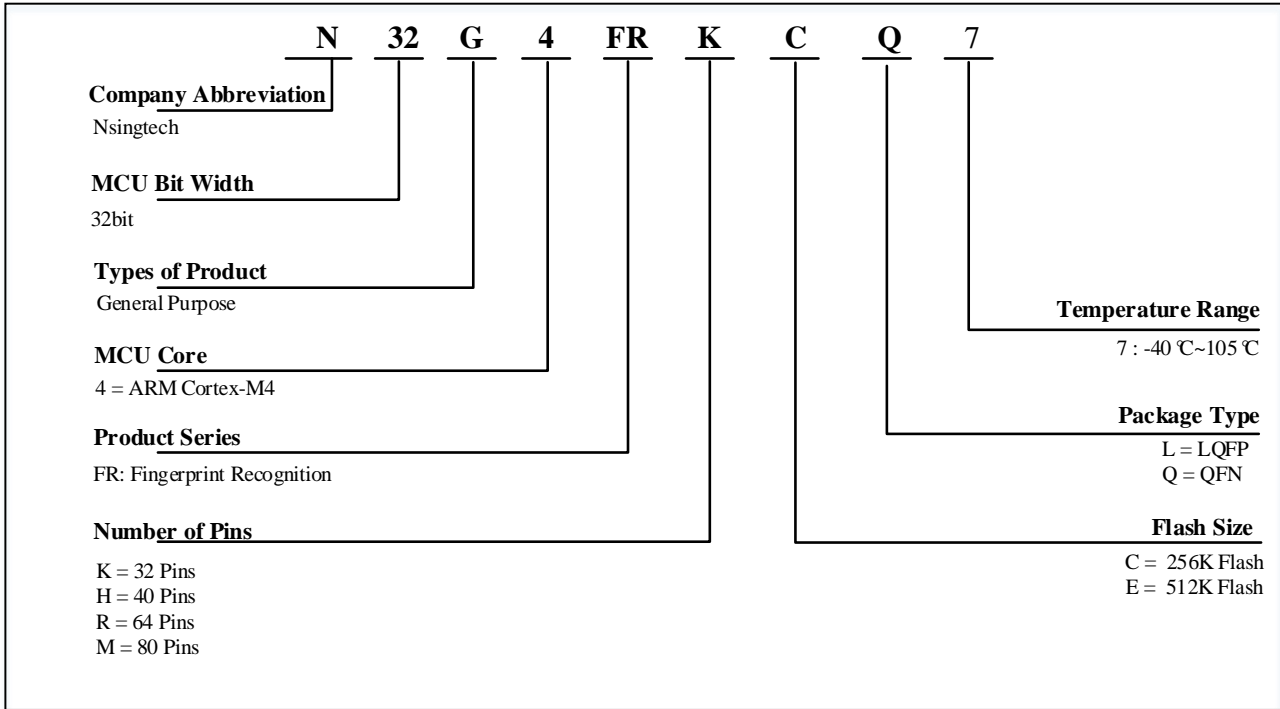 N 32 G 4 FR K C Q 7
Company Abbreviation
Nsingtech
MCU Bit Width
32bit
Types of Product
General Purpose
MCU Core
4 = ARM Cortex-M4
Product Series
FR: Fingerprint Recognition
Number of Pins
K = 32 Pins
H = 40 Pins
R = 64 Pins
M = 80 Pins
Temperature Range
7 : -40 ℃~105 ℃
Package Type
L = LQFP
Q = QFN
Flash Size
C = 256K Flash
E = 512K Flash